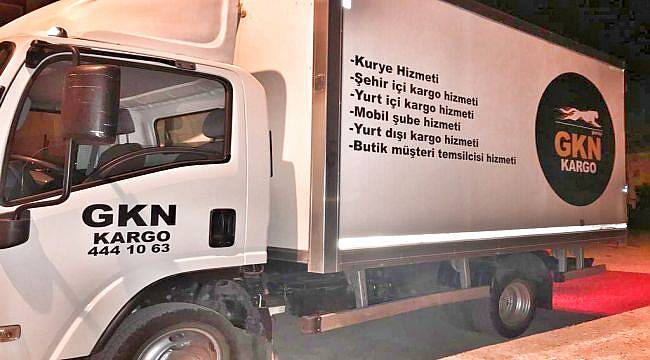 -Kurye Hizmeti
-Şehir içi kargo hizmeti
-Yurt içi kargo hizmeti
-Mobil şube hizmeti
-Yurt dışı kargo hizmeti
-Butik müşteri temsilcisi hizmeti
GKN
KARGO
GKN
KARGO
444 10 63